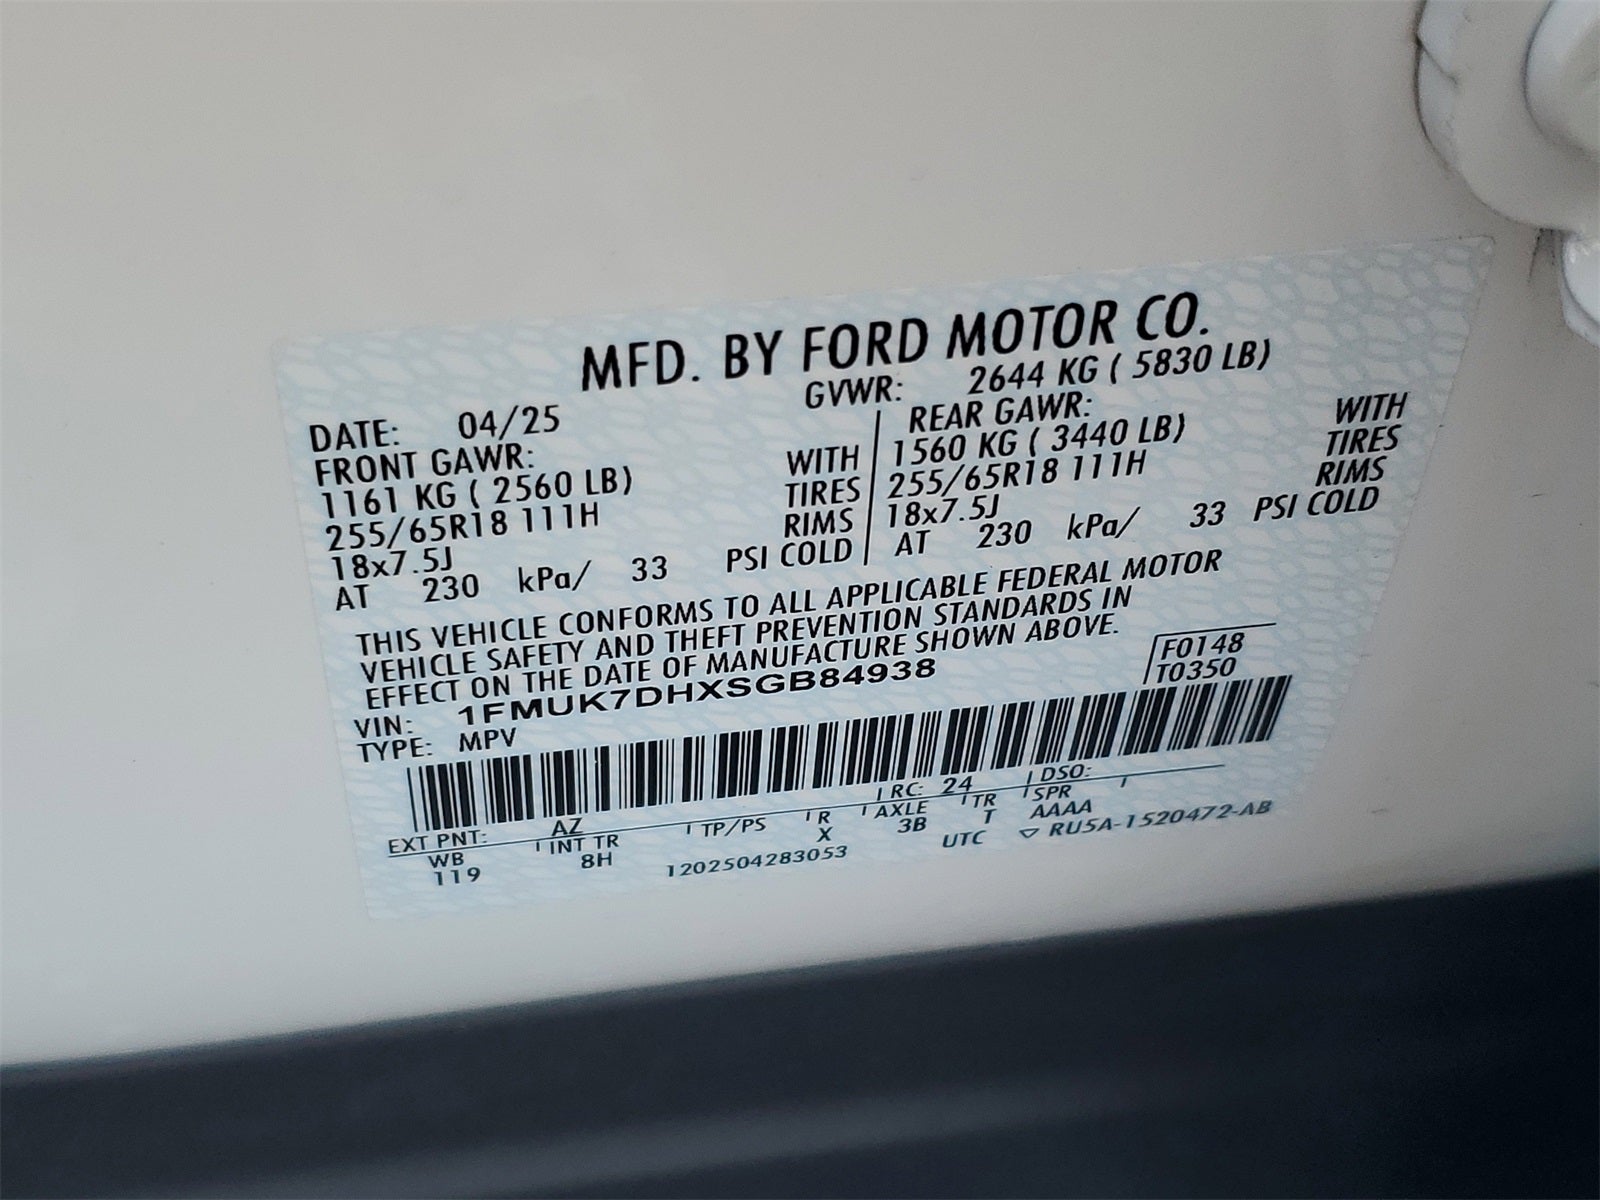 MFD. BY FORD MOTOR CO.
DATE: 04/25 GVWR: 2644 KG ( 5830 LB)
FRONT GAWR:
1161 KG ( 2560 LB) WITH
255/65R18 111H TIRES
18x7.5J RIMS
AT 230 kPa/ 33 PSI COLD
REAR GAWR:
1560 KG ( 3440 LB) WITH
255/65R18 111H TIRES
18x7.5J RIMS
AT 230 kPa/ 33 PSI COLD
THIS VEHICLE CONFORMS TO ALL APPLICABLE FEDERAL MOTOR
VEHICLE SAFETY AND THEFT PREVENTION STANDARDS IN
EFFECT ON THE DATE OF MANUFACTURE SHOWN ABOVE.
VIN: 1FMUK7DHXSGB84938
TYPE: MPV
F0148
T0350
EXT PNT: AZ RC: 24 DSO:
WB INT TR TP/PS R AXLE TR SPR
119 8H X 3B T AAAA
1202504283053 UTC ▽ RU5A-1520472-AB